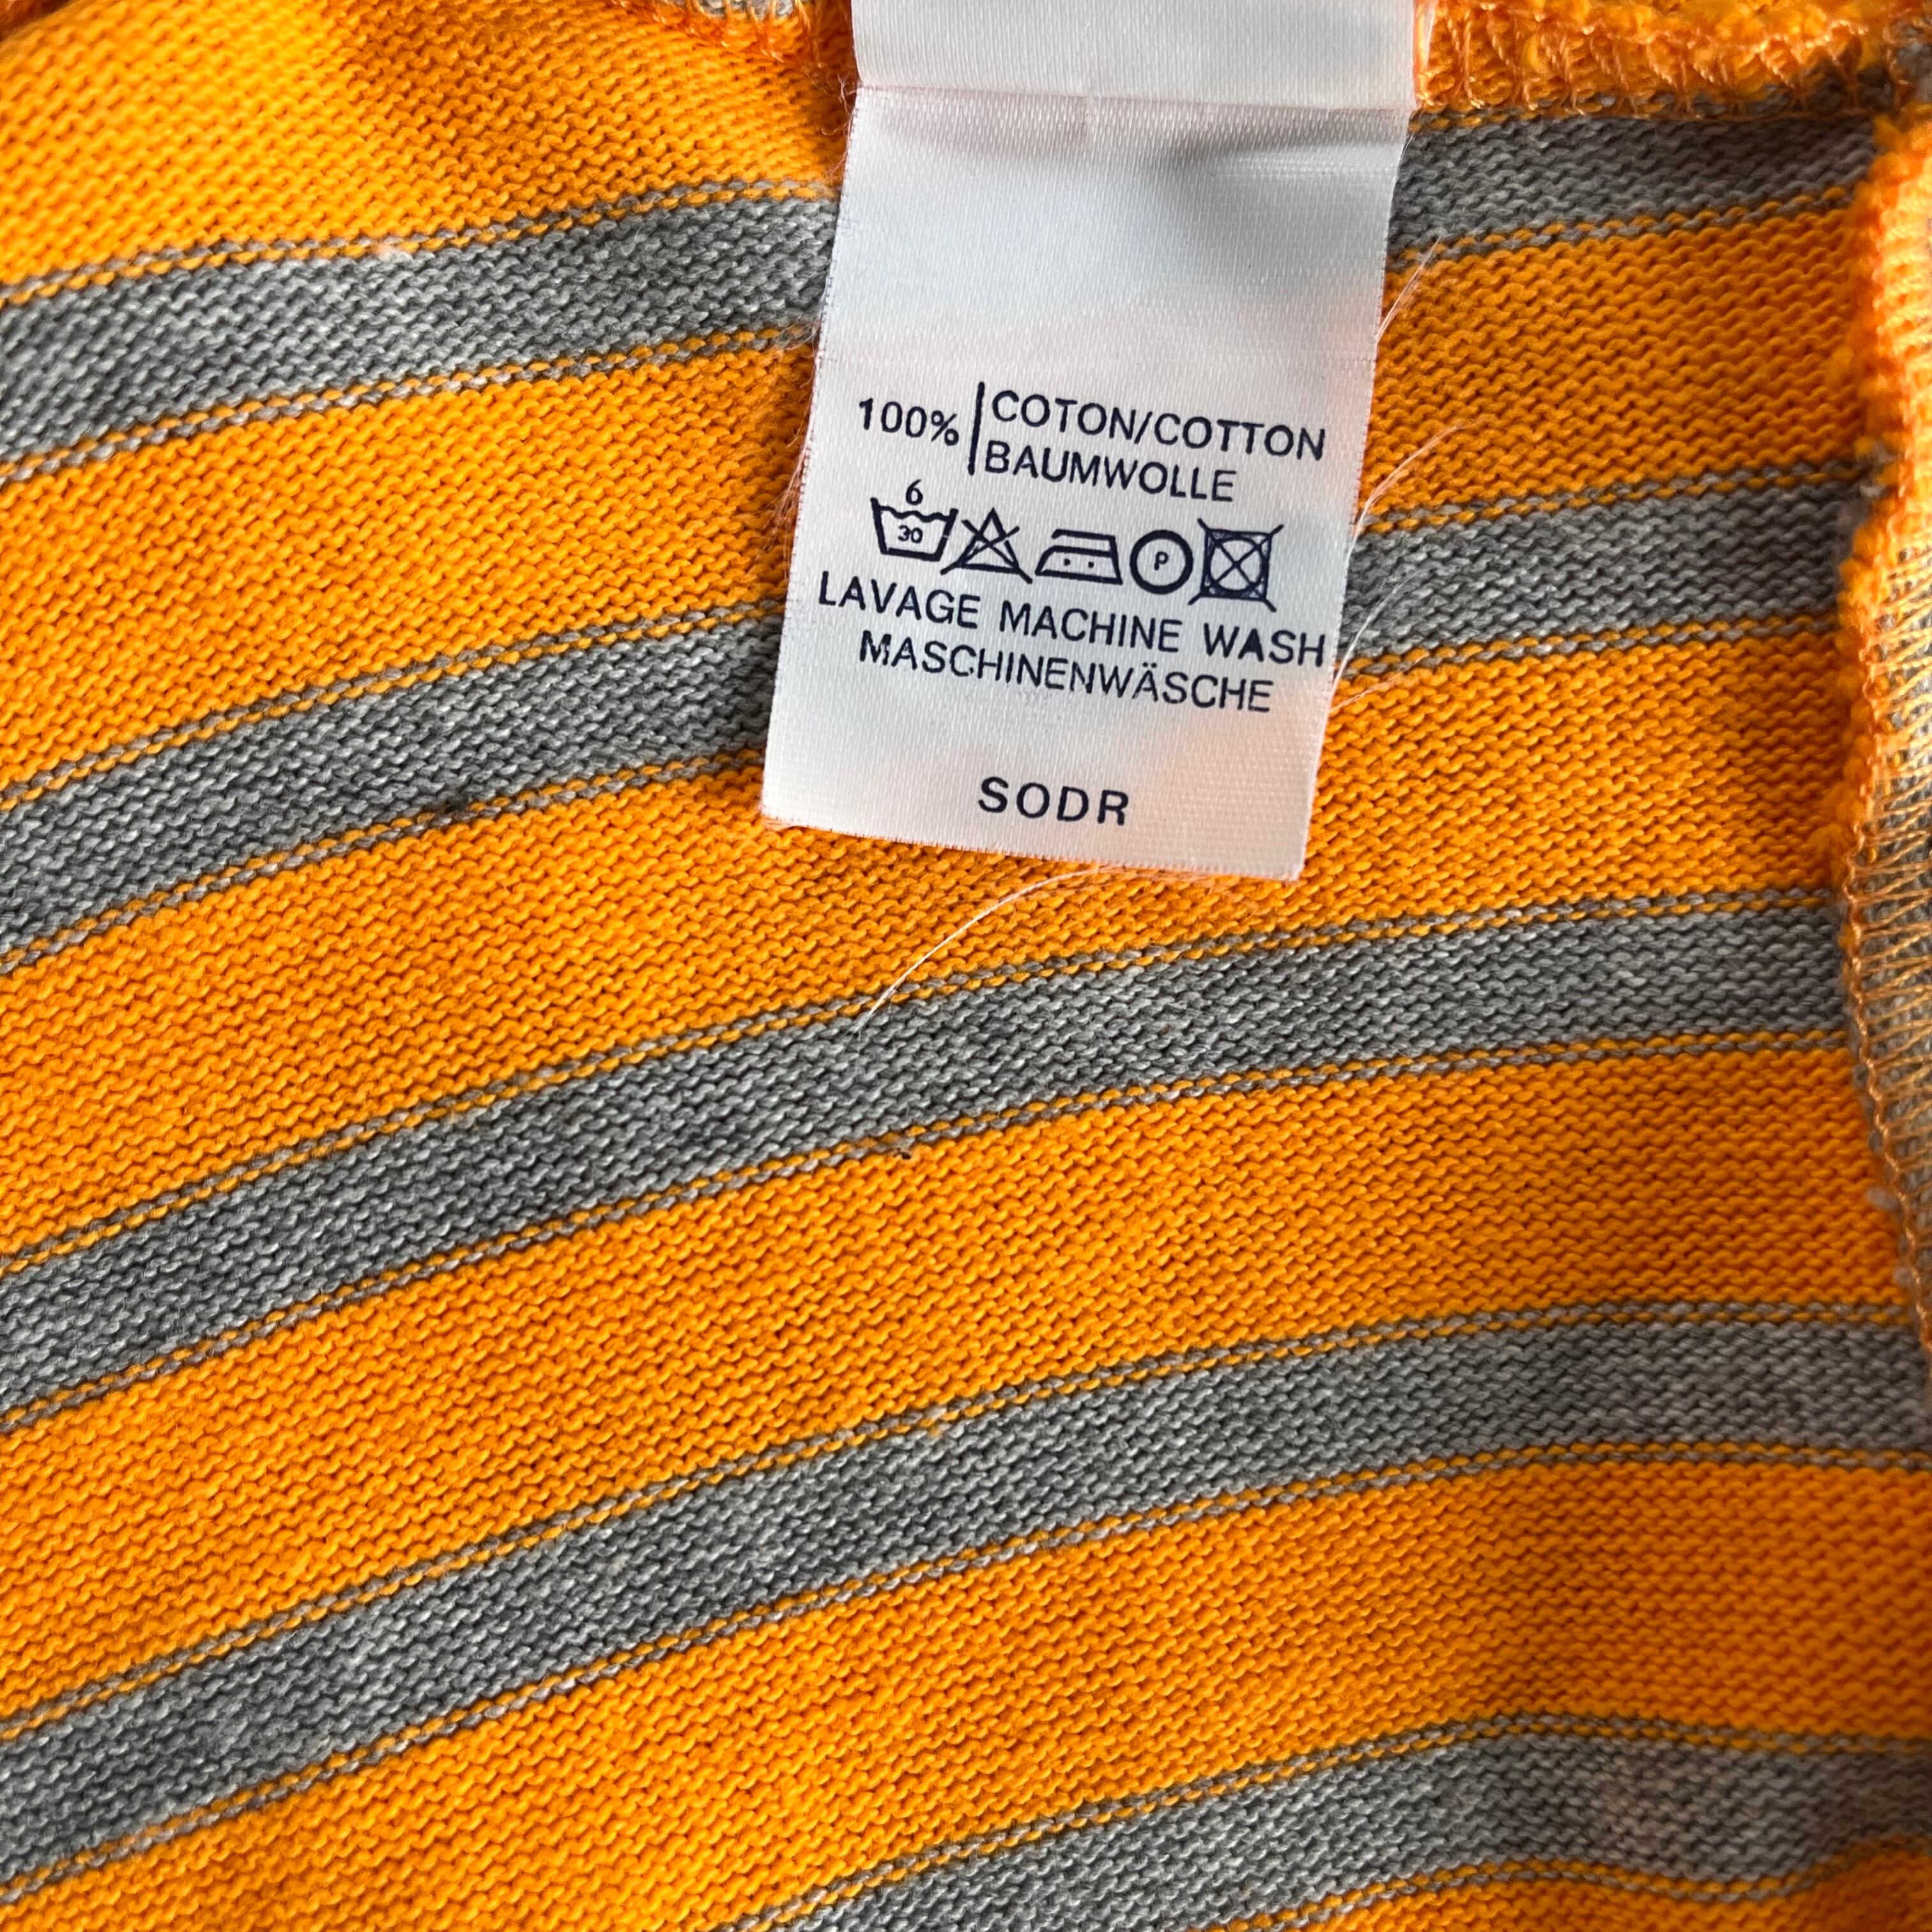 100% COTON/COTTON
BAUMWOLLE
6
30 P
LAVAGE MACHINE WASH
MASCHINENWÄSCHE
SODR